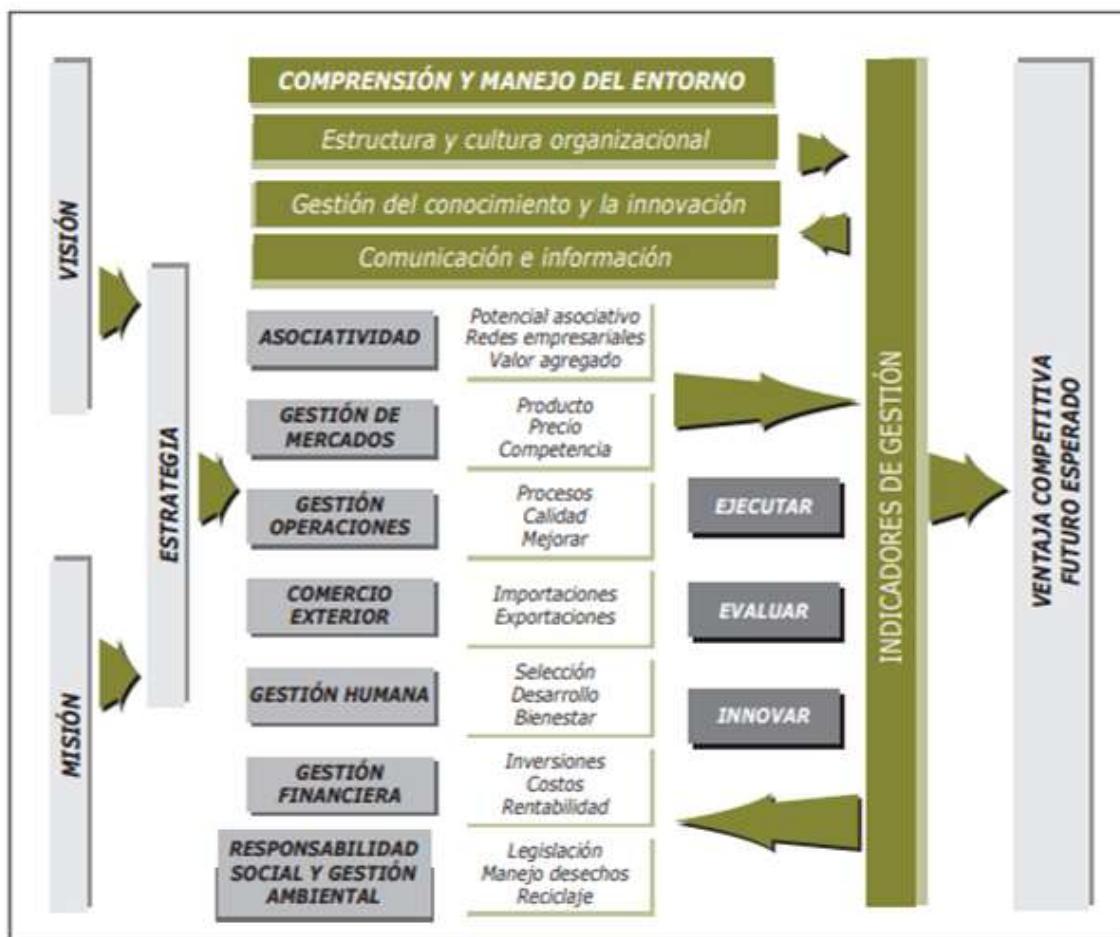 VISIÓN
MISIÓN
ESTRATEGIA
COMPRENSIÓN Y MANEJO DEL ENTORNO
Estructura y cultura organizacional
Gestión del conocimiento y la innovación
Comunicación e información
ASOCIATIVIDAD
Potencial asociativo
Redes empresariales
Valor agregado
GESTIÓN DE
MERCADOS
Producto
Precio
Competencia
GESTIÓN
OPERACIONES
Procesos
Calidad
Mejorar
COMERCIO
EXTERIOR
Importaciones
Exportaciones
GESTIÓN HUMANA
Selección
Desarrollo
Bienestar
GESTIÓN
FINANCIERA
Inversiones
Costos
Rentabilidad
RESPONSABILIDAD
SOCIAL Y GESTIÓN
AMBIENTAL
Legislación
Manejo desechos
Reciclaje
EJECUTAR
EVALUAR
INNOVAR
INDICADORES DE GESTIÓN
VENTAJA COMPETITIVA
FUTURO ESPERADO